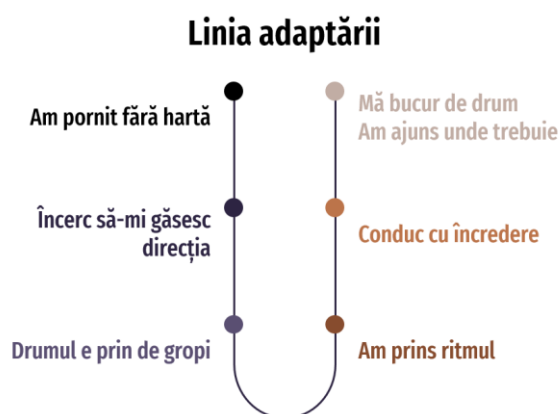 Linia adaptării
Am pornit fără hartă
Încerc să-mi găsesc
direcția
Drumul e prin de gropi
Mă bucur de drum
Am ajuns unde trebuie
Conduc cu încredere
Am prins ritmul